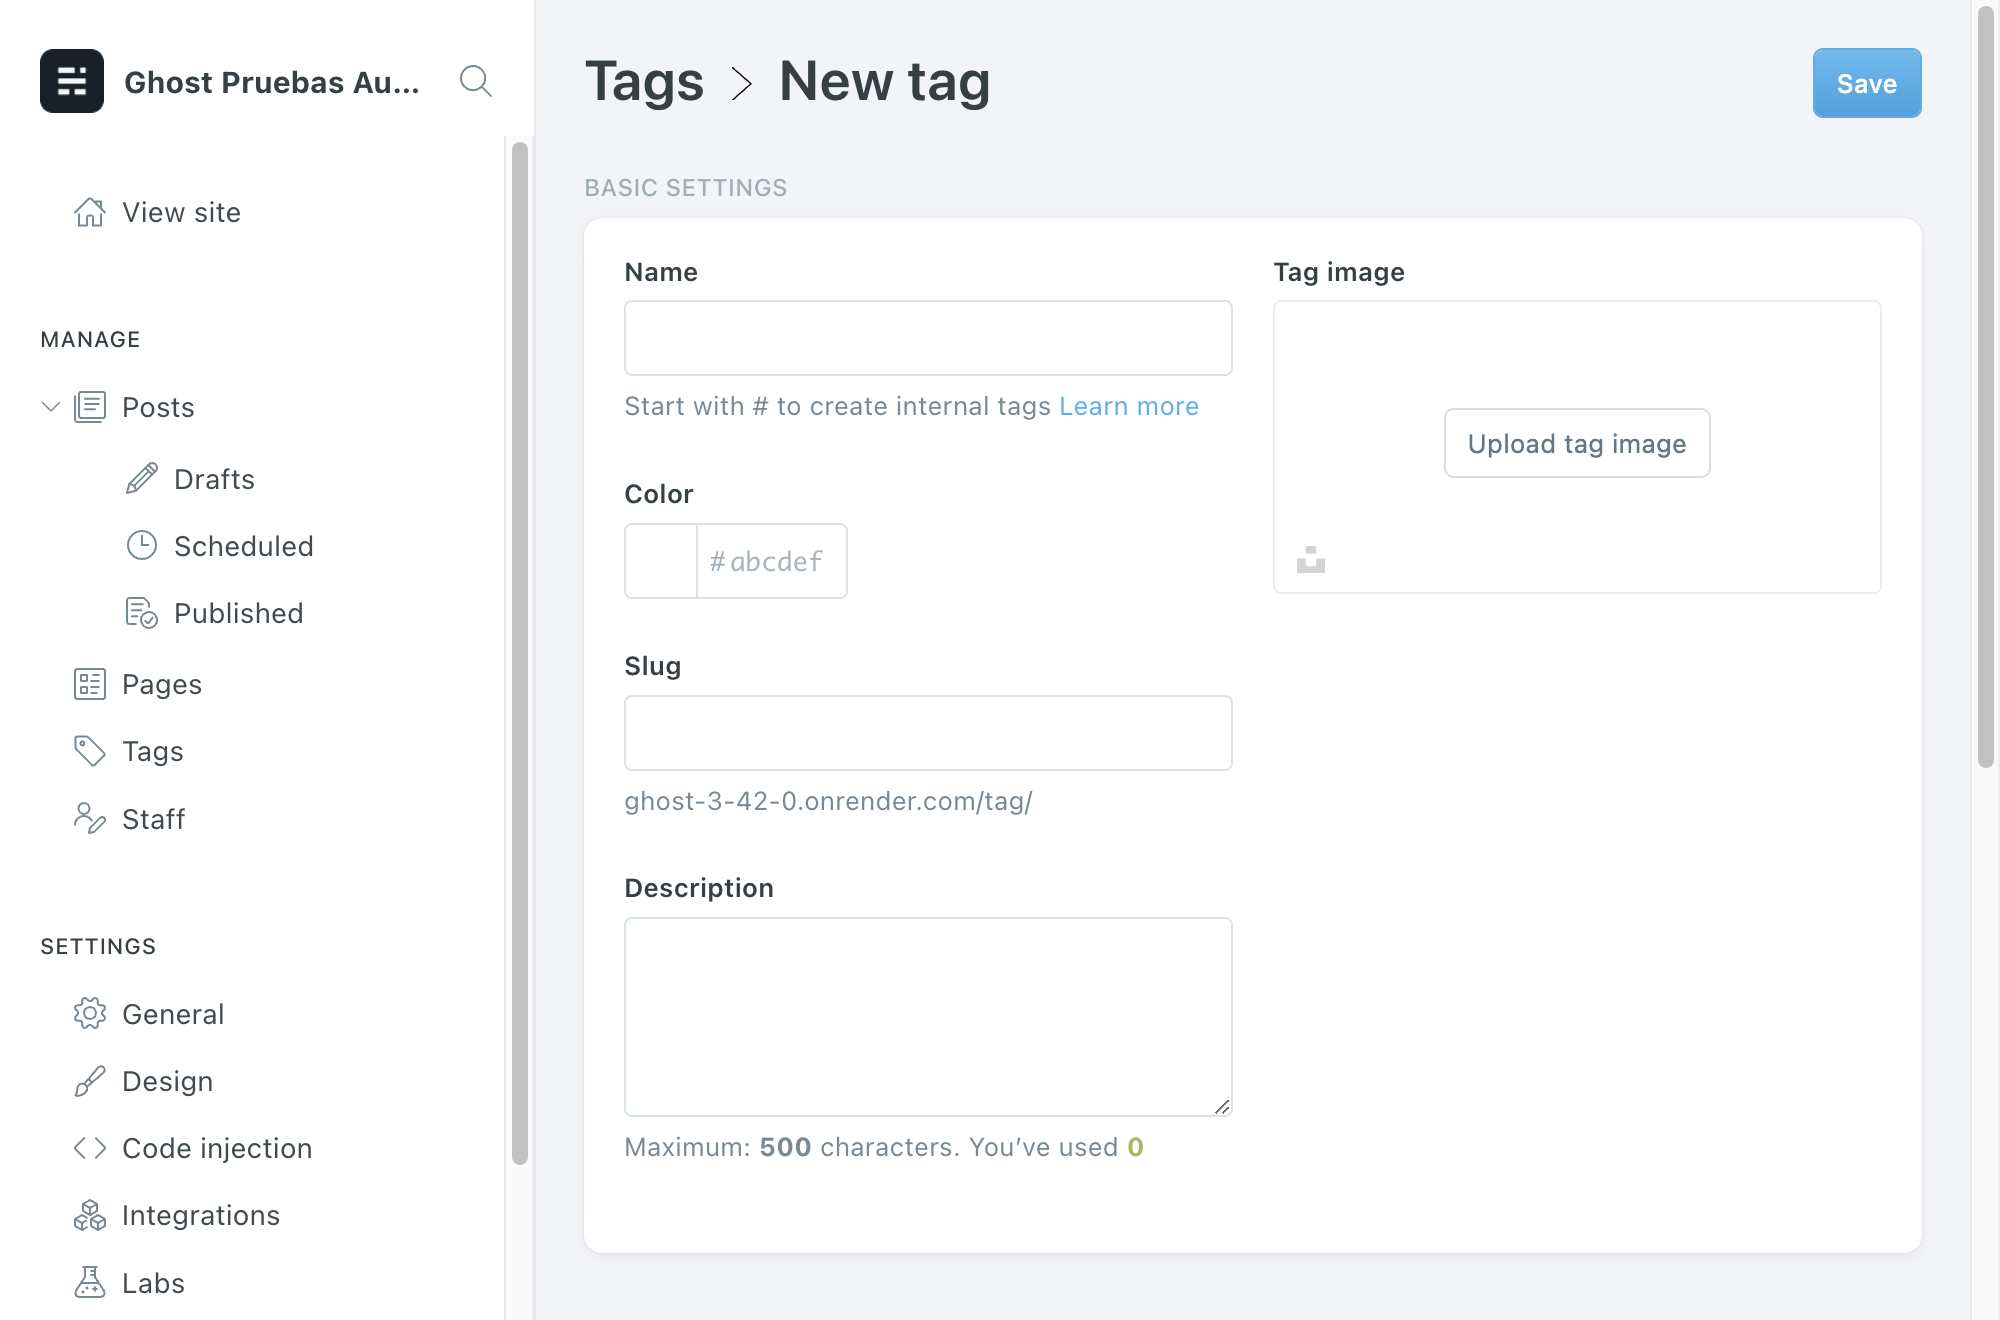 Ghost Pruebas Au...
View site
MANAGE
Posts
Drafts
Scheduled
Published
Pages
Tags
Staff
SETTINGS
General
Design
Code injection
Integrations
Labs
Tags > New tag
Save
BASIC SETTINGS
Name
Start with # to create internal tags Learn more
Color
#abcdef
Slug
ghost-3-42-0.onrender.com/tag/
Description
Maximum: 500 characters. You’ve used 0
Tag image
Upload tag image